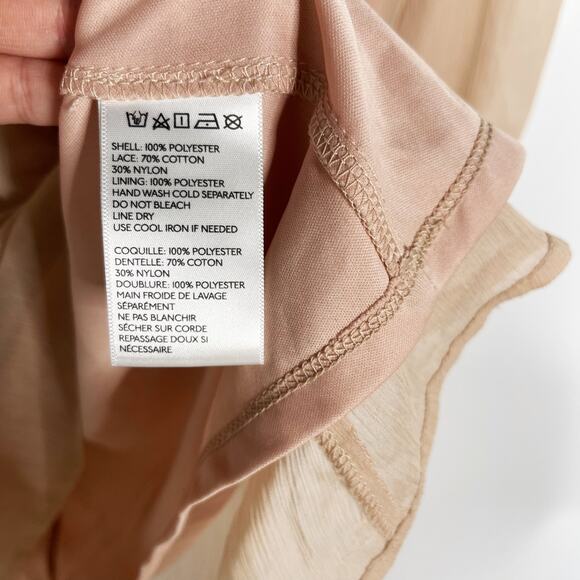 SHELL: 100% POLYESTER
LACE: 70% COTTON
30% NYLON
LINING: 100% POLYESTER
HAND WASH COLD SEPARATELY
DO NOT BLEACH
LINE DRY
USE COOL IRON IF NEEDED
COQUILLE: 100% POLYESTER
DENTELLE: 70% COTON
30% NYLON
DOUBLURE: 100% POLYESTER
MAIN FROIDE DE LAVAGE
SÉPARÉMENT
NE PAS BLANCHIR
SÉCHER SUR CORDE
REPASSAGE DOUX SI
NÉCESSAIRE